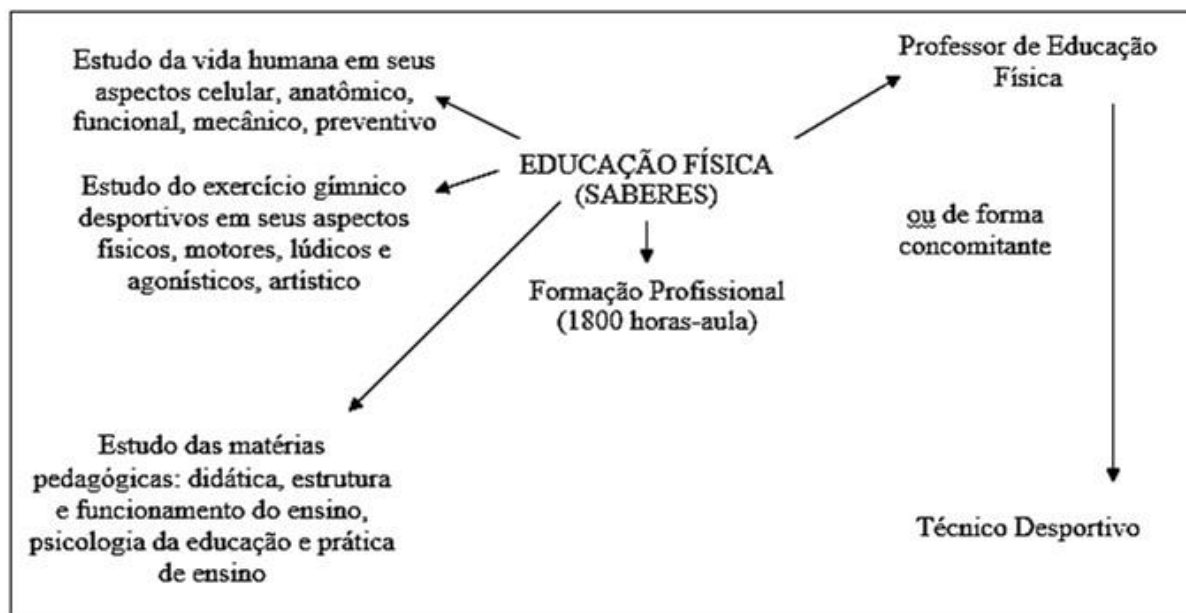 Estudo da vida humana em seus
aspectos celular, anatômico,
funcional, mecânico, preventivo
Estudo do exercício gímnico
desportivos em seus aspectos
físicos, motores, lúdicos e
agonísticos, artístico
Estudo das matérias
pedagógicas: didática, estrutura
e funcionamento do ensino,
psicologia da educação e prática
de ensino
EDUCAÇÃO FÍSICA
(SABERES)
Formação Profissional
(1800 horas-aula)
Professor de Educação
Física
ou de forma
concomitante
Técnico Desportivo